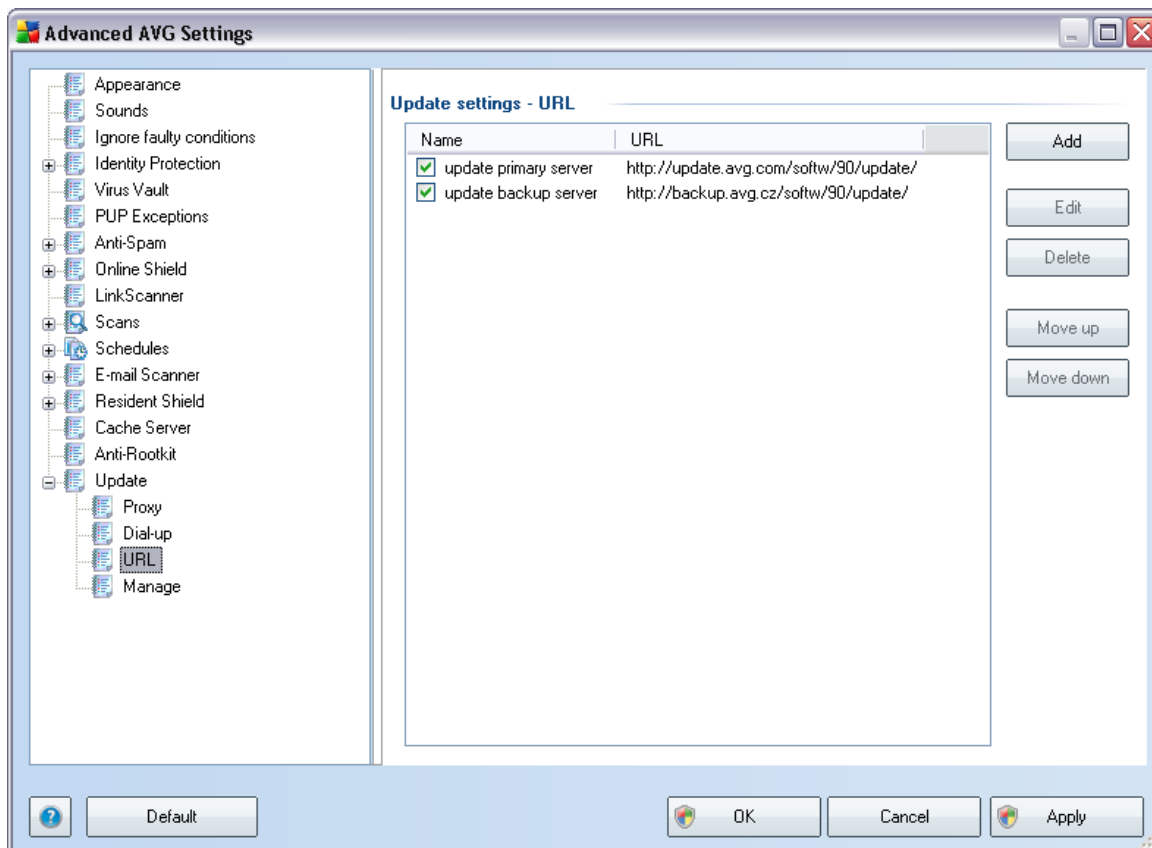 Advanced AVG Settings
Appearance
Sounds
Ignore faulty conditions
Identity Protection
Virus Vault
PUP Exceptions
Anti-Spam
Online Shield
LinkScanner
Scans
Schedules
E-mail Scanner
Resident Shield
Cache Server
Anti-Rootkit
Update
Proxy
Dial-up
URL
Manage
Update settings - URL
Name URL
update primary server http://update.avg.com/softw/90/update/
update backup server http://backup.avg.cz/softw/90/update/
Add
Edit
Delete
Move up
Move down
? Default OK Cancel Apply